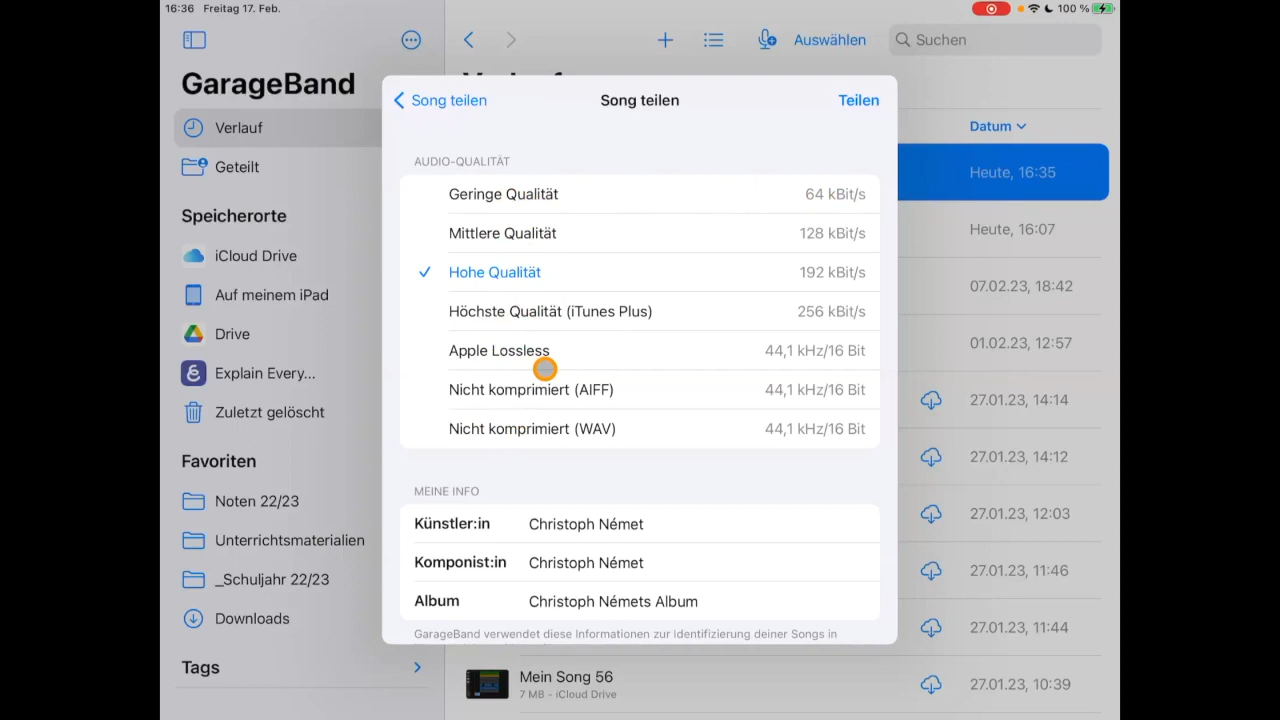 16:36 Freitag 17. Feb.
100 %
Auswählen
Suchen
GarageBand
Verlauf
Geteilt
Speicherorte
iCloud Drive
Auf meinem iPad
Drive
Explain Every...
Zuletzt gelöscht
Favoriten
Noten 22/23
Unterrichtsmaterialien
_Schuljahr 22/23
Downloads
Tags
Song teilen
Song teilen
Teilen
AUDIO-QUALITÄT
Geringe Qualität 64 kBit/s
Mittlere Qualität 128 kBit/s
Hohe Qualität 192 kBit/s
Höchste Qualität (iTunes Plus) 256 kBit/s
Apple Lossless 44,1 kHz/16 Bit
Nicht komprimiert (AIFF) 44,1 kHz/16 Bit
Nicht komprimiert (WAV) 44,1 kHz/16 Bit
MEINE INFO
Künstler:in Christoph Német
Komponist:in Christoph Német
Album Christoph Némets Album
GarageBand verwendet diese Informationen zur Identifizierung deiner Songs in
Datum
Heute, 16:35
Heute, 16:07
07.02.23, 18:42
01.02.23, 12:57
27.01.23, 14:14
27.01.23, 14:12
27.01.23, 12:03
27.01.23, 11:46
27.01.23, 11:44
Mein Song 56
7 MB - iCloud Drive
27.01.23, 10:39